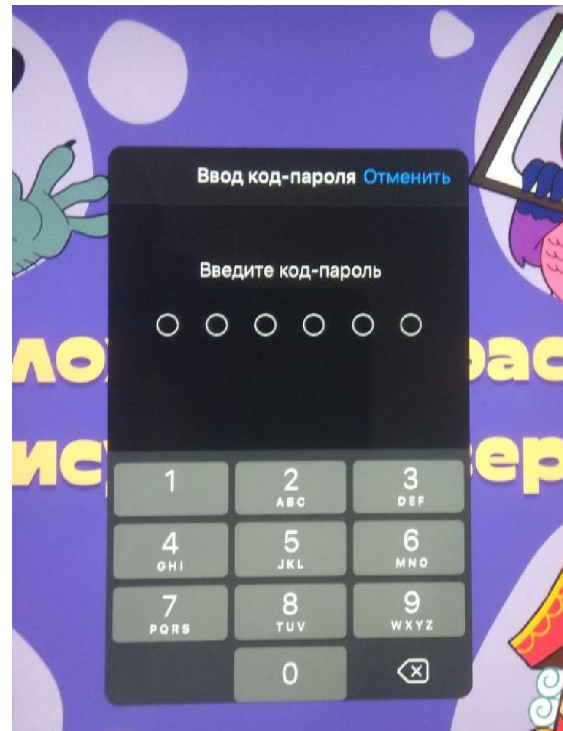 Ввод код-пароля Отменить
Введите код-пароль
1 2 3
ABC DEF
4 5 6
GHI JKL MNO
7 8 9
PQRS TUV WXYZ
0